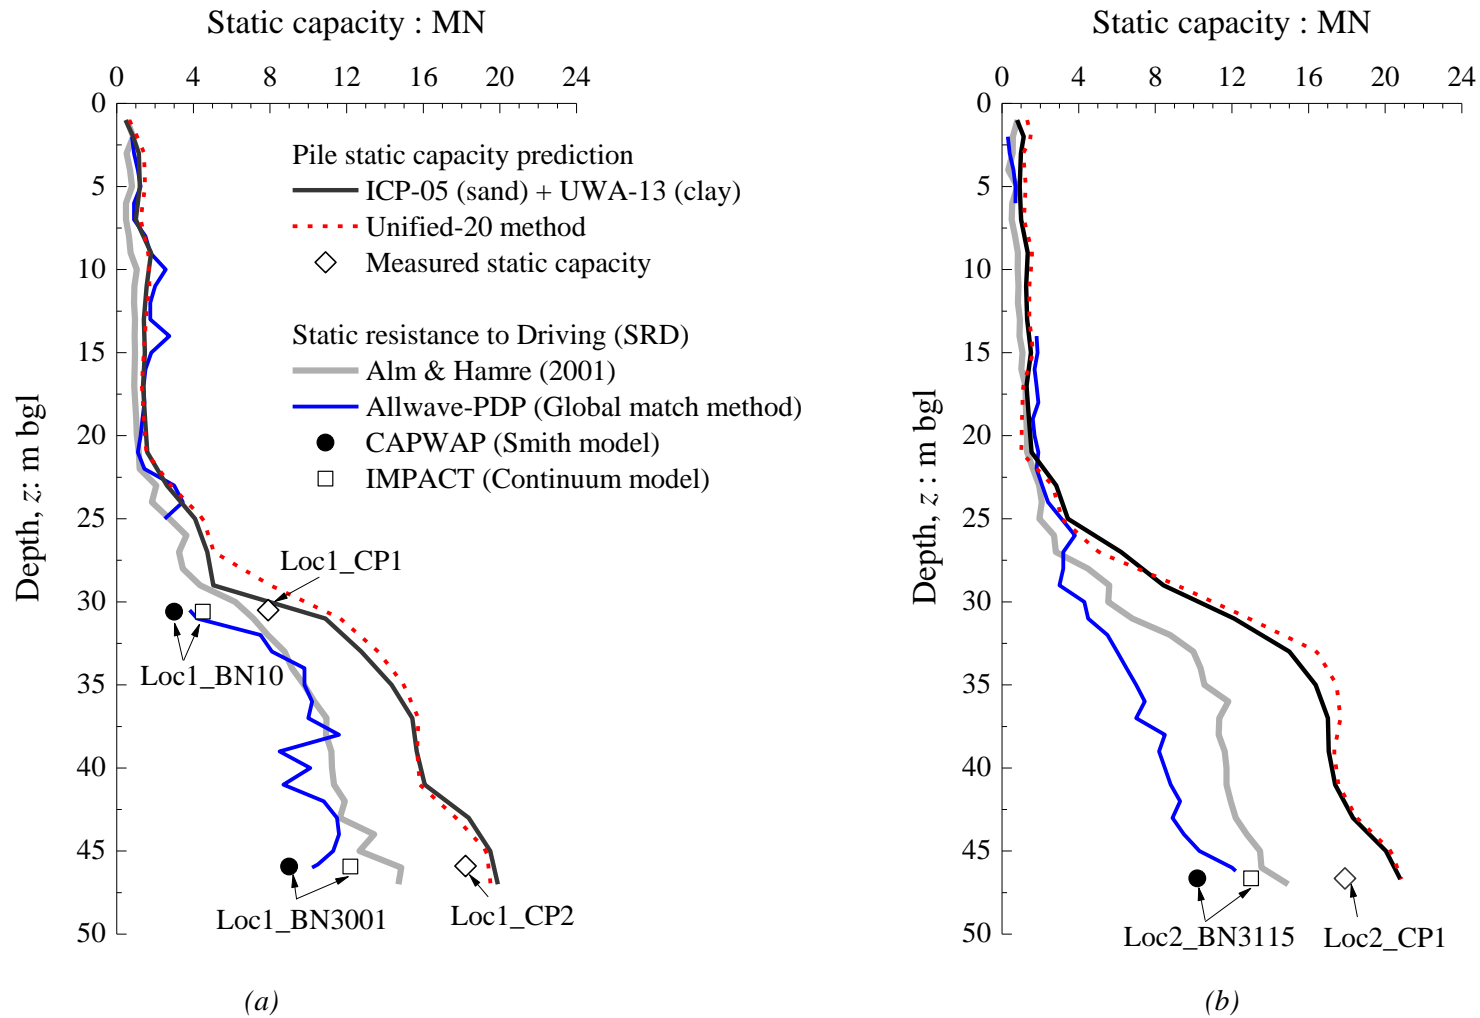 Static capacity : MN
0 4 8 12 16 20 24
0
5
10
15
20
25
30
35
40
45
50
Depth, z: m bgl
Pile static capacity prediction
ICP-05 (sand) + UWA-13 (clay)
Unified-20 method
Measured static capacity
Static resistance to Driving (SRD)
Alm & Hamre (2001)
Allwave-PDP (Global match method)
CAPWAP (Smith model)
IMPACT (Continuum model)
Loc1_CP1
Loc1_BN10
Loc1_BN3001
Loc1_CP2
(a)
Static capacity : MN
0 4 8 12 16 20 24
0
5
10
15
20
25
30
35
40
45
50
Depth, z : m bgl
Loc2_BN3115
Loc2_CP1
(b)